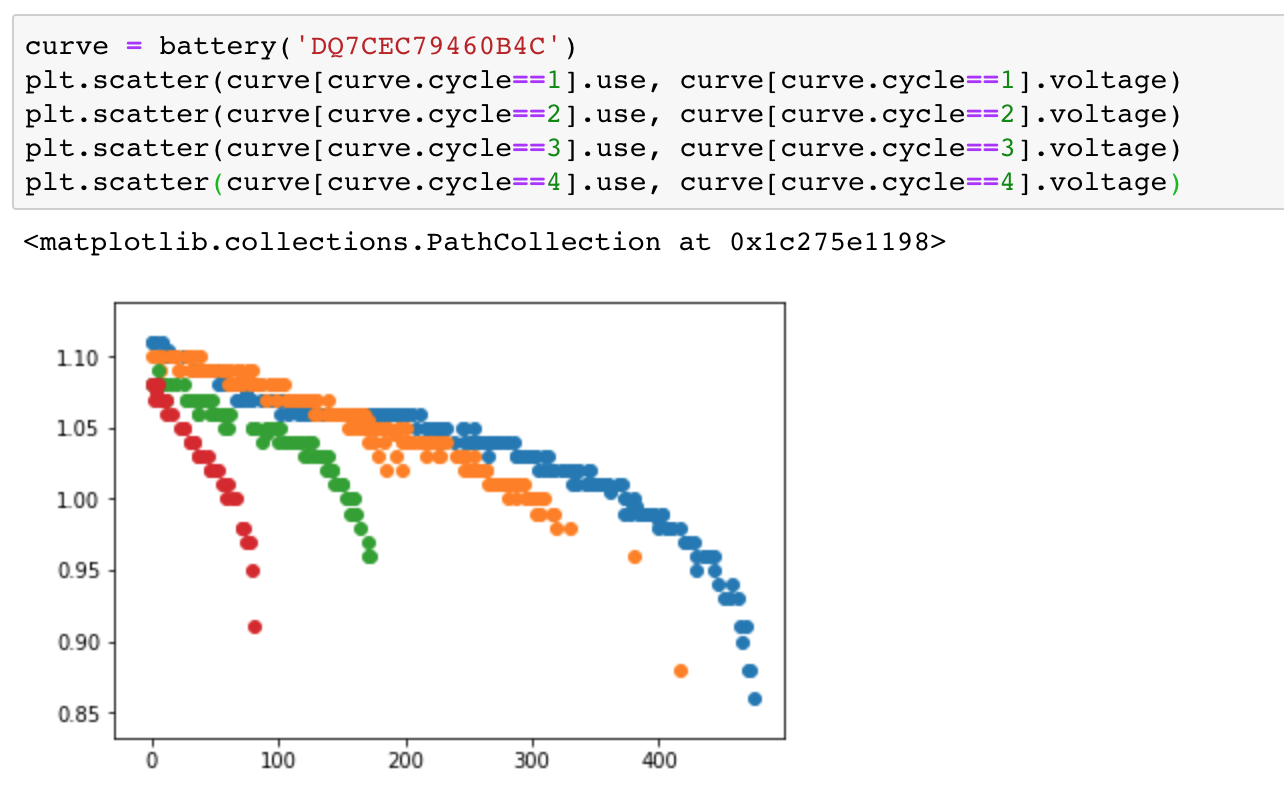 curve = battery('DQ7CEC79460B4C')
plt.scatter(curve[curve.cycle==1].use, curve[curve.cycle==1].voltage)
plt.scatter(curve[curve.cycle==2].use, curve[curve.cycle==2].voltage)
plt.scatter(curve[curve.cycle==3].use, curve[curve.cycle==3].voltage)
plt.scatter(curve[curve.cycle==4].use, curve[curve.cycle==4].voltage)
<matplotlib.collections.PathCollection at 0x1c275e1198>
1.10
1.05
1.00
0.95
0.90
0.85
0 100 200 300 400